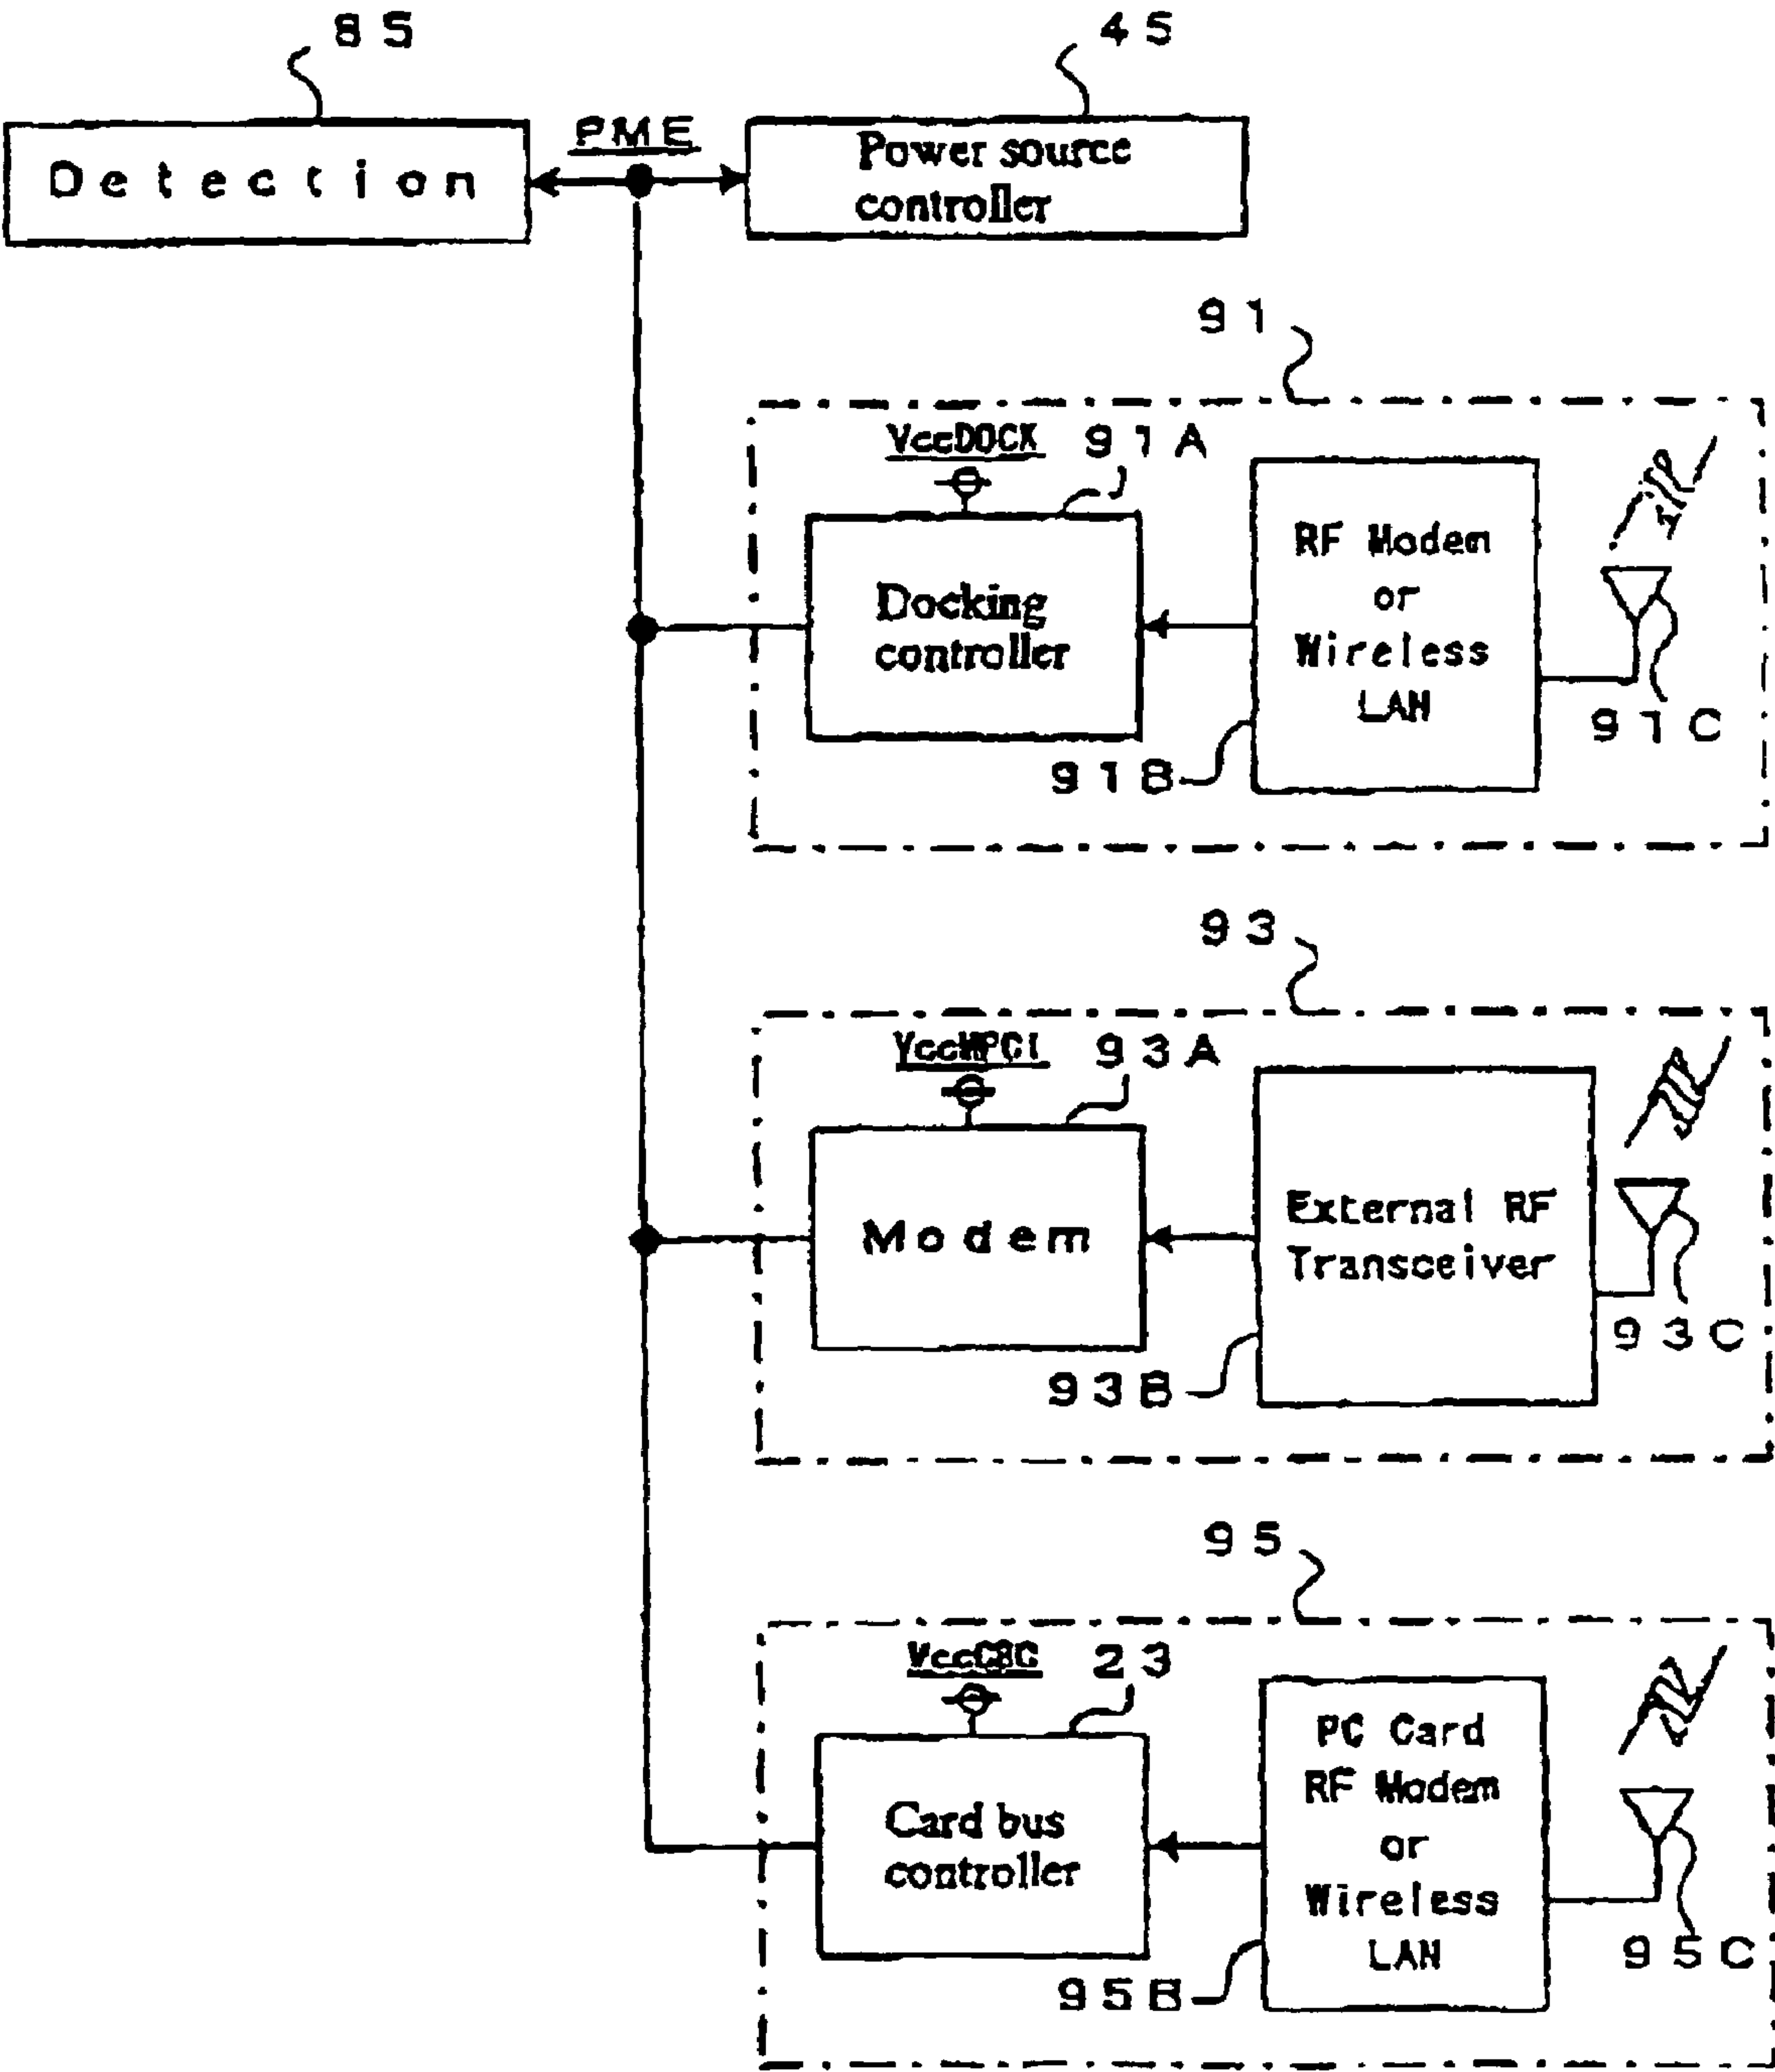 85
45
Detection
PME
Power source
controller
91
VccDOCK
91A
Docking
controller
RF Modem
or
Wireless
LAN
91B
91C
93
VccMPCI
93A
Modem
External RF
Transceiver
93B
93C
95
VccCBC
23
Card bus
controller
PC Card
RF Modem
or
Wireless
LAN
95B
95C